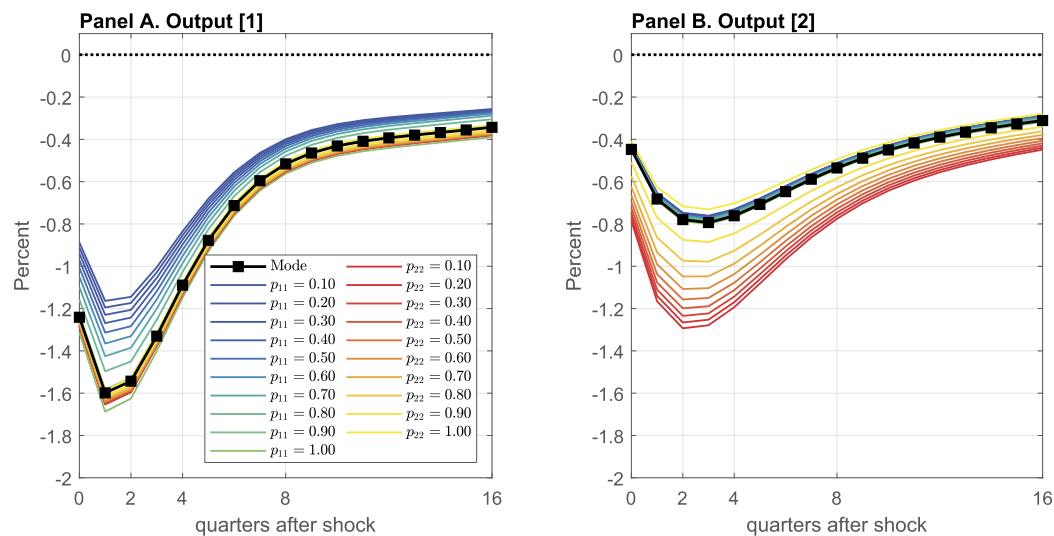 Panel A. Output [1]
0
-0.2
-0.4
-0.6
-0.8
-1
-1.2
-1.4
-1.6
-1.8
-2
Percent
0 2 4 8 16
quarters after shock
Mode
p₁₁ = 0.10
p₁₁ = 0.20
p₁₁ = 0.30
p₁₁ = 0.40
p₁₁ = 0.50
p₁₁ = 0.60
p₁₁ = 0.70
p₁₁ = 0.80
p₁₁ = 0.90
p₁₁ = 1.00
p₂₂ = 0.10
p₂₂ = 0.20
p₂₂ = 0.30
p₂₂ = 0.40
p₂₂ = 0.50
p₂₂ = 0.60
p₂₂ = 0.70
p₂₂ = 0.80
p₂₂ = 0.90
p₂₂ = 1.00
Panel B. Output [2]
0
-0.2
-0.4
-0.6
-0.8
-1
-1.2
-1.4
-1.6
-1.8
-2
Percent
0 2 4 8 16
quarters after shock